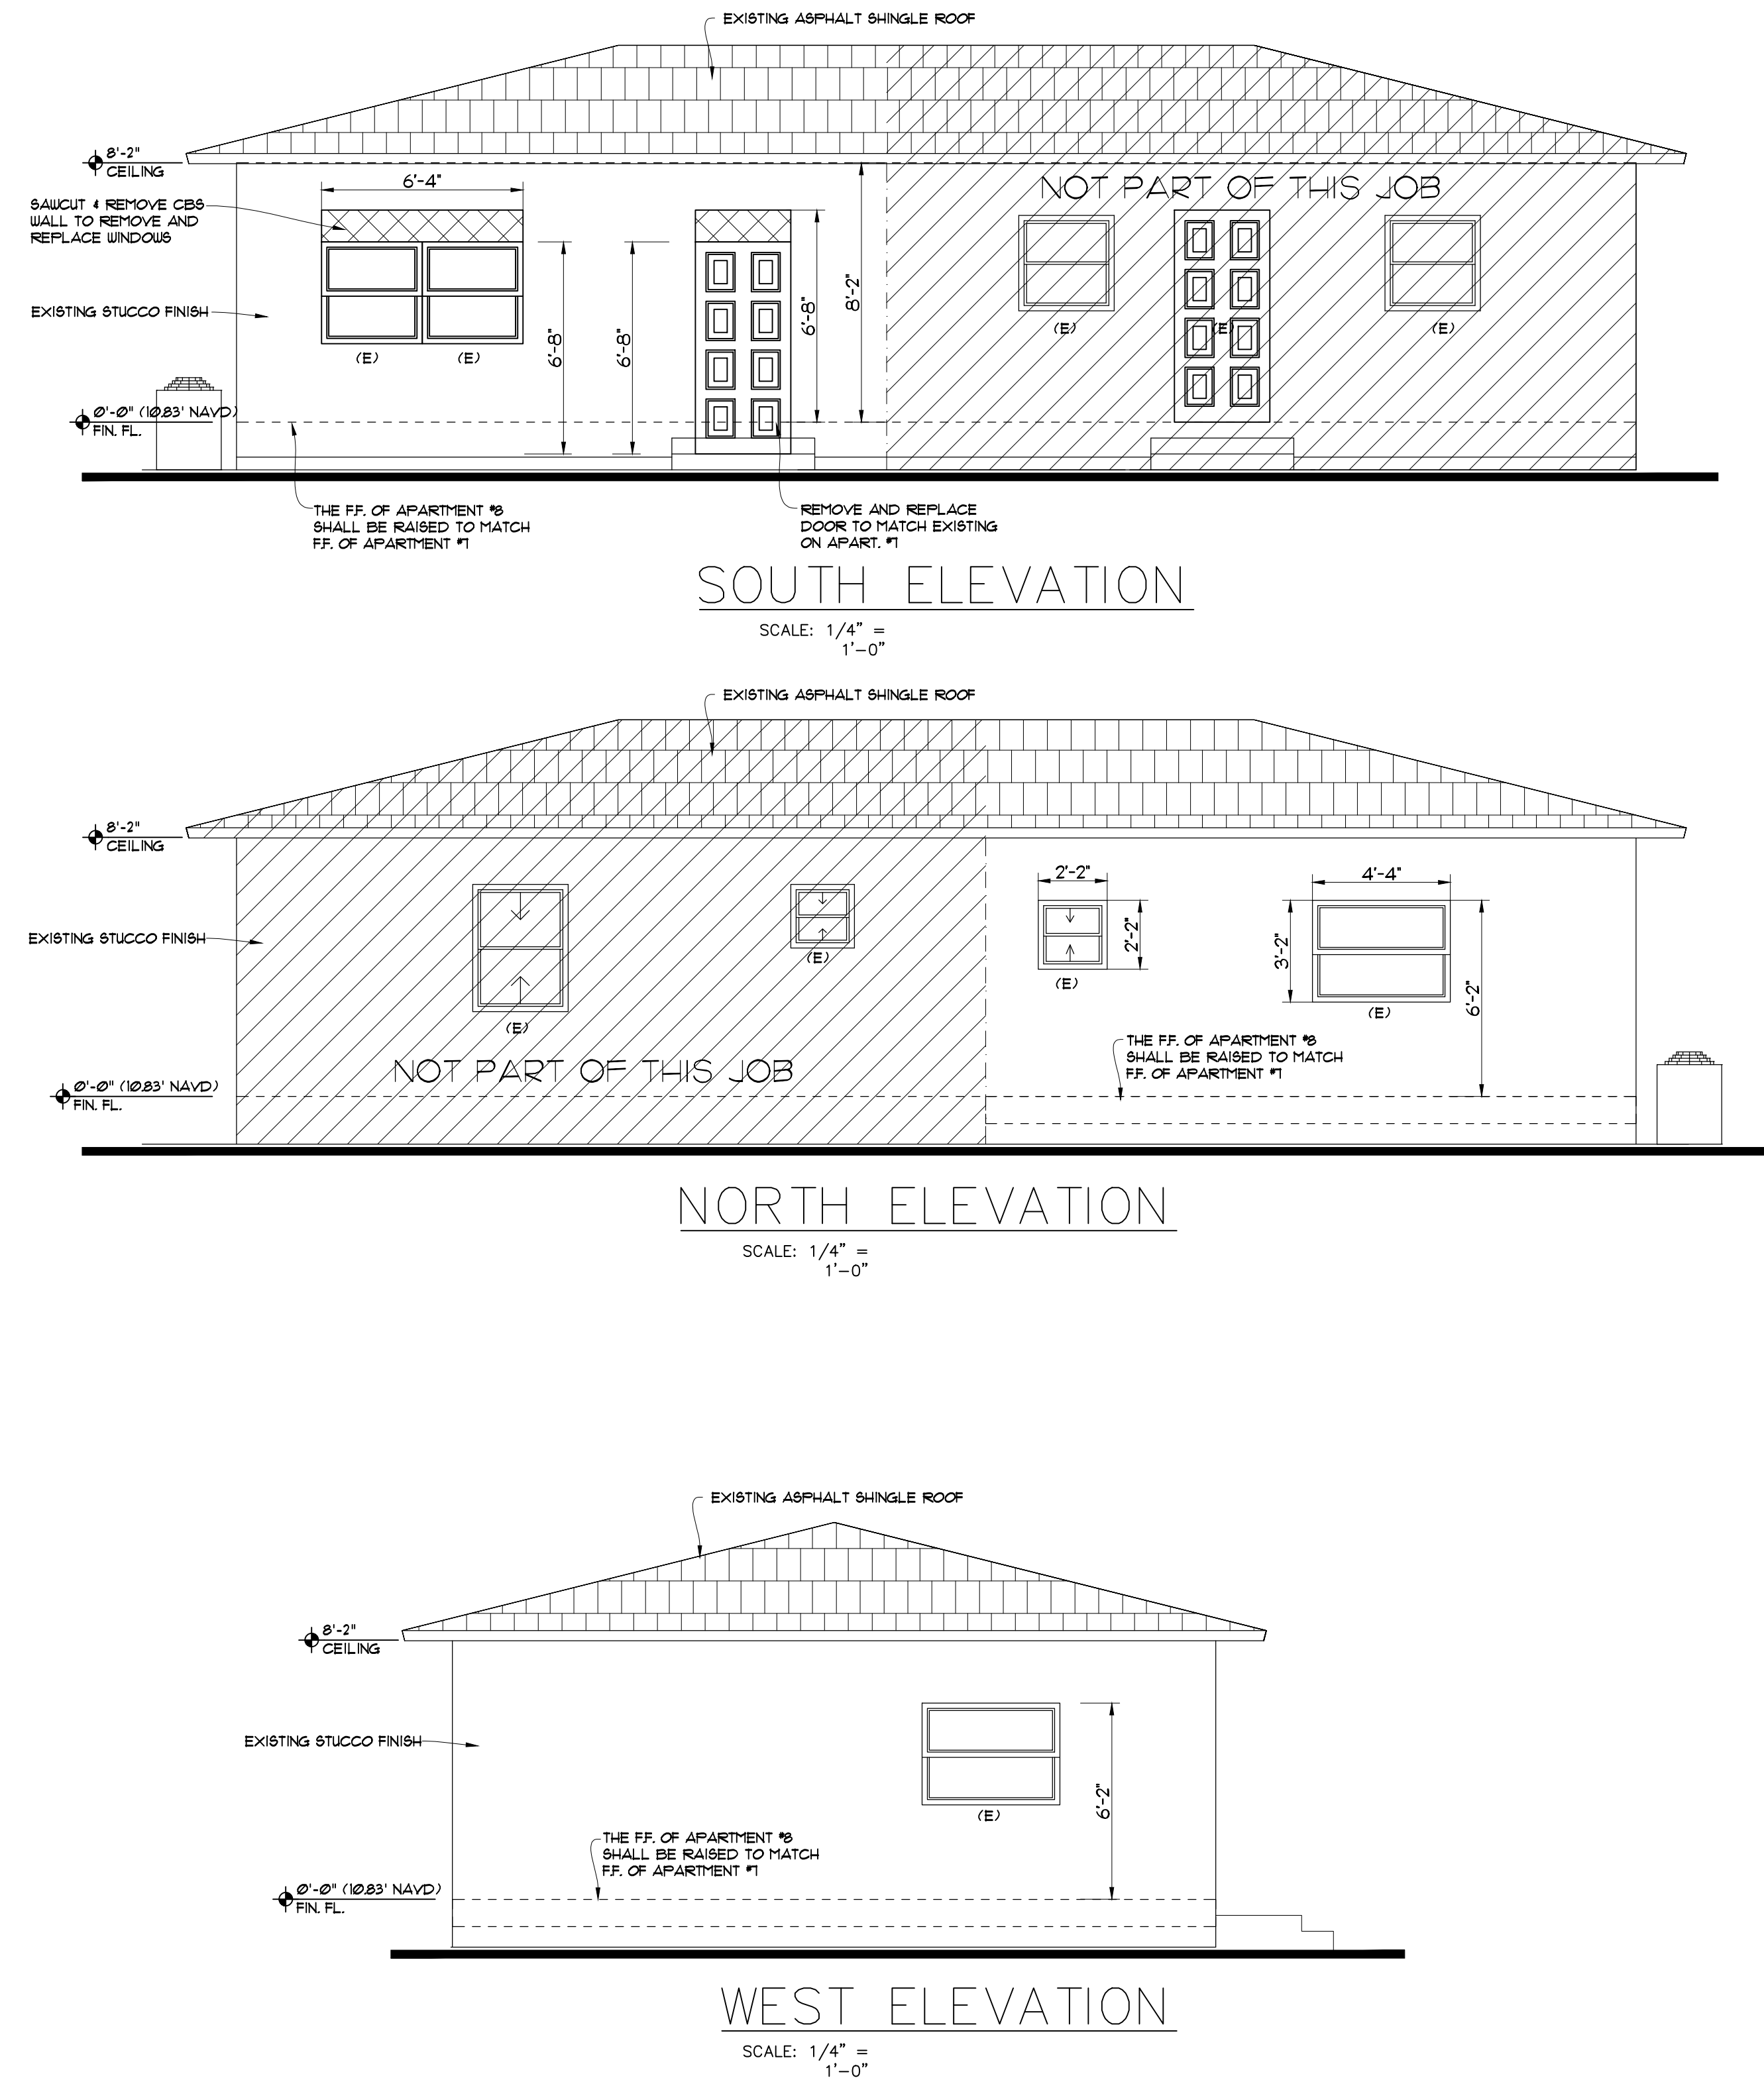 EXISTING ASPHALT SHINGLE ROOF
8'-2"
CEILING
6'-4"
NOT PART OF THIS JOB
SAWCUT & REMOVE CBS
WALL TO REMOVE AND
REPLACE WINDOWS
EXISTING STUCCO FINISH
(E)
(E)
6'-8"
6'-8"
6'-8"
8'-2"
(E)
(E)
(E)
0'-0" (10.83' NAVD)
FIN. FL.
THE F.F. OF APARTMENT #8
SHALL BE RAISED TO MATCH
F.F. OF APARTMENT #7
REMOVE AND REPLACE
DOOR TO MATCH EXISTING
ON APART. #7
SOUTH ELEVATION
SCALE: 1/4" =
1'-0"
EXISTING ASPHALT SHINGLE ROOF
8'-2"
CEILING
2'-2"
4'-4"
EXISTING STUCCO FINISH
(E)
2'-2"
3'-2"
(E)
6'-2"
(E)
(E)
NOT PART OF THIS JOB
THE F.F. OF APARTMENT #8
SHALL BE RAISED TO MATCH
F.F. OF APARTMENT #7
0'-0" (10.83' NAVD)
FIN. FL.
NORTH ELEVATION
SCALE: 1/4" =
1'-0"
EXISTING ASPHALT SHINGLE ROOF
8'-2"
CEILING
EXISTING STUCCO FINISH
6'-2"
(E)
THE F.F. OF APARTMENT #8
SHALL BE RAISED TO MATCH
F.F. OF APARTMENT #7
0'-0" (10.83' NAVD)
FIN. FL.
WEST ELEVATION
SCALE: 1/4" =
1'-0"